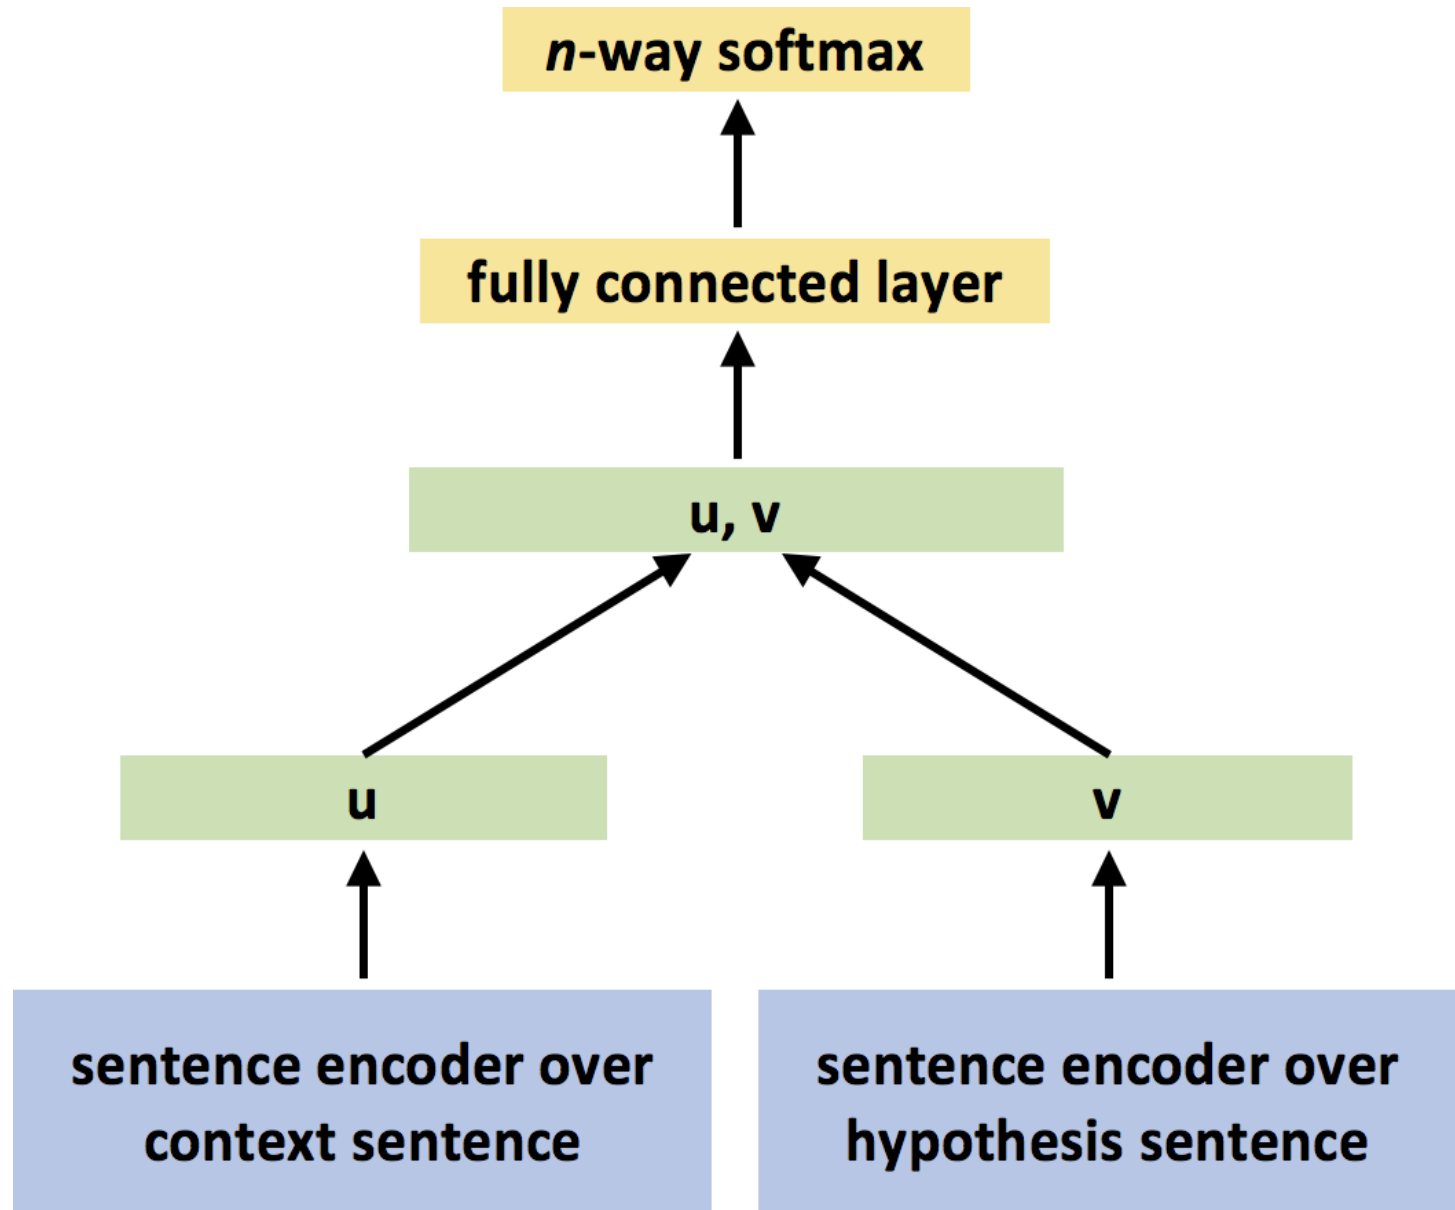 n-way softmax
fully connected layer
u, v
u
v
sentence encoder over
context sentence
sentence encoder over
hypothesis sentence